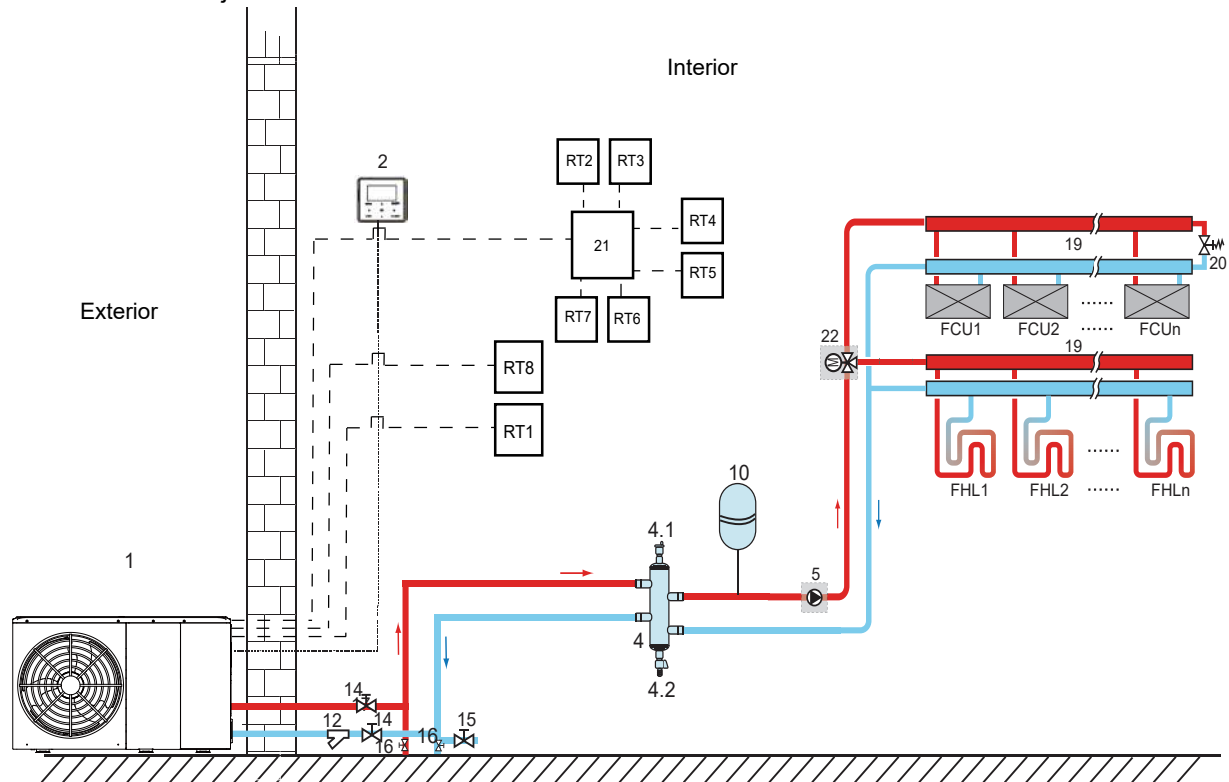 Interior
2
RT2
RT3
RT4
21
RT5
RT7
RT6
19
20
FCU1
FCU2
......
......
FCUn
Exterior
22
19
RT8
RT1
......
FHL1
FHL2
......
FHLn
10
4.1
1
5
4
4.2
14
12
14
15
16
16